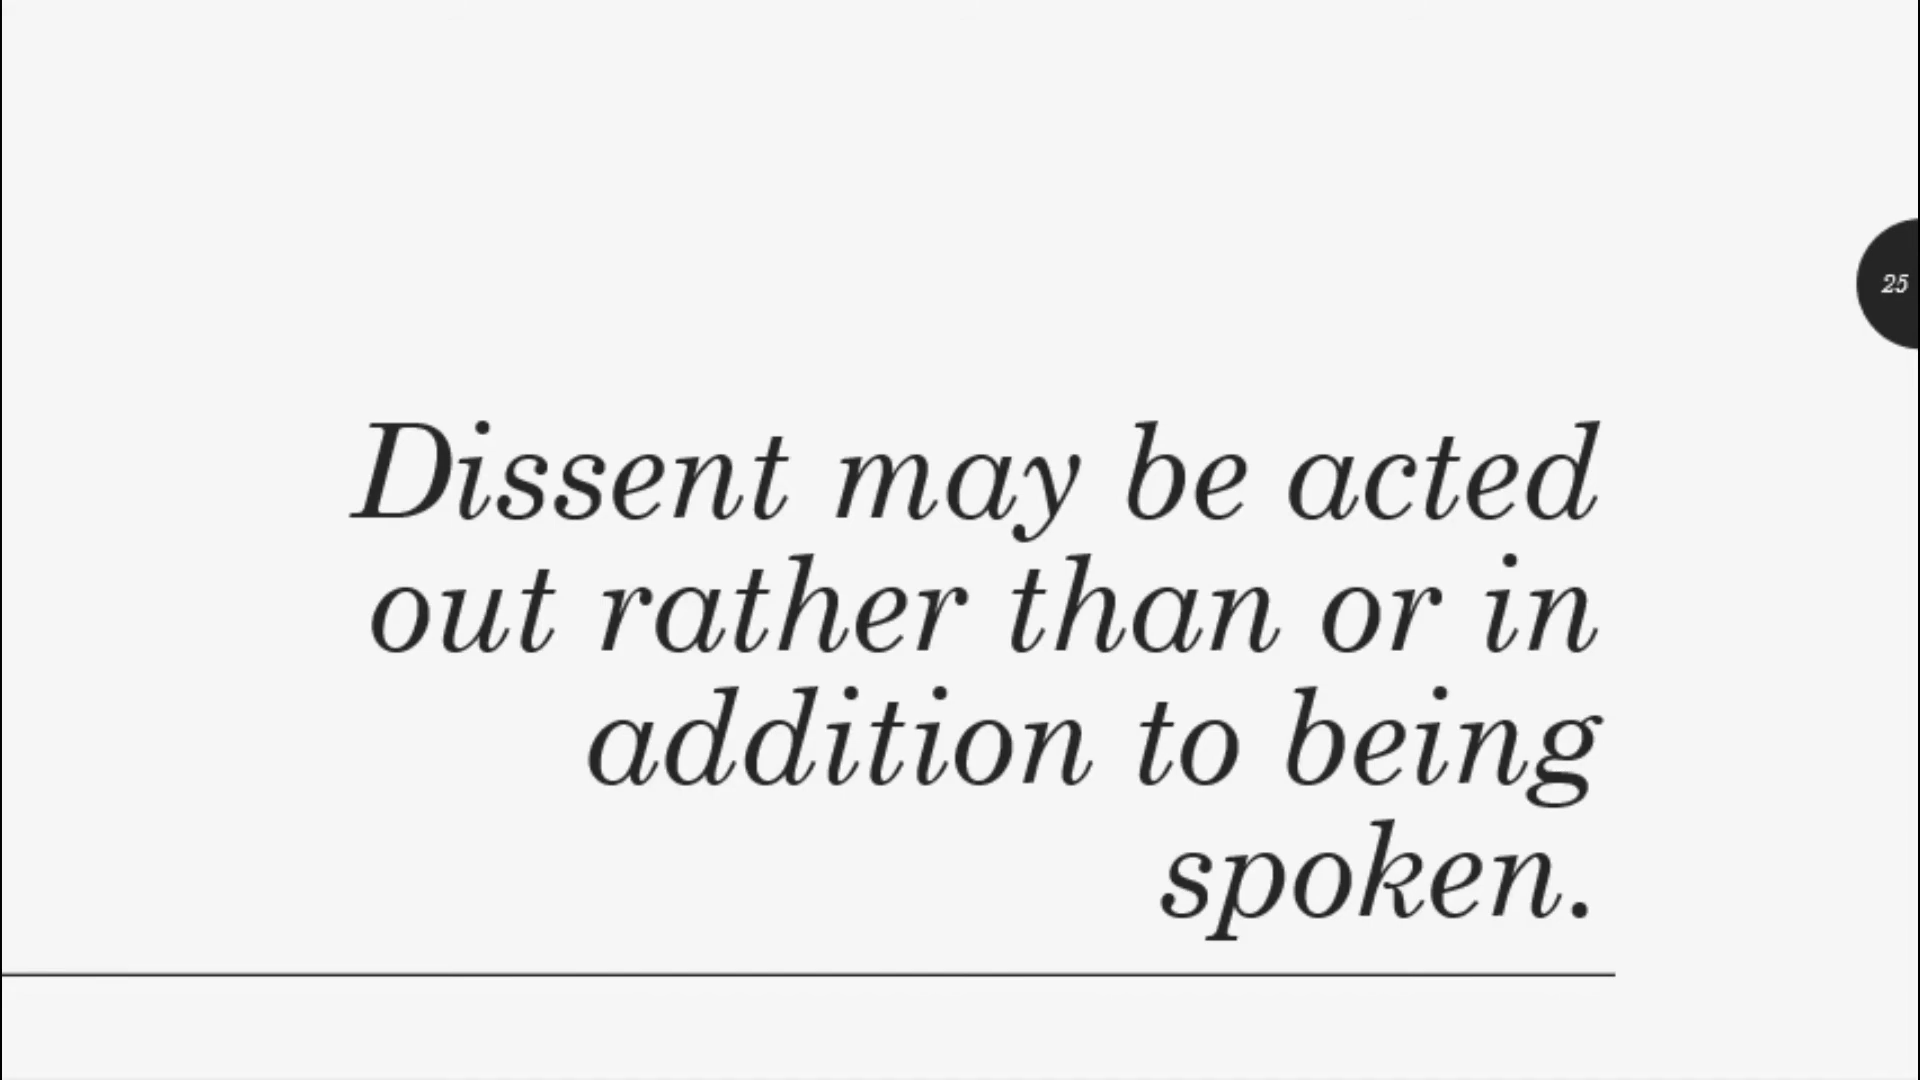 25
Dissent may be acted
out rather than or in
addition to being
spoken.